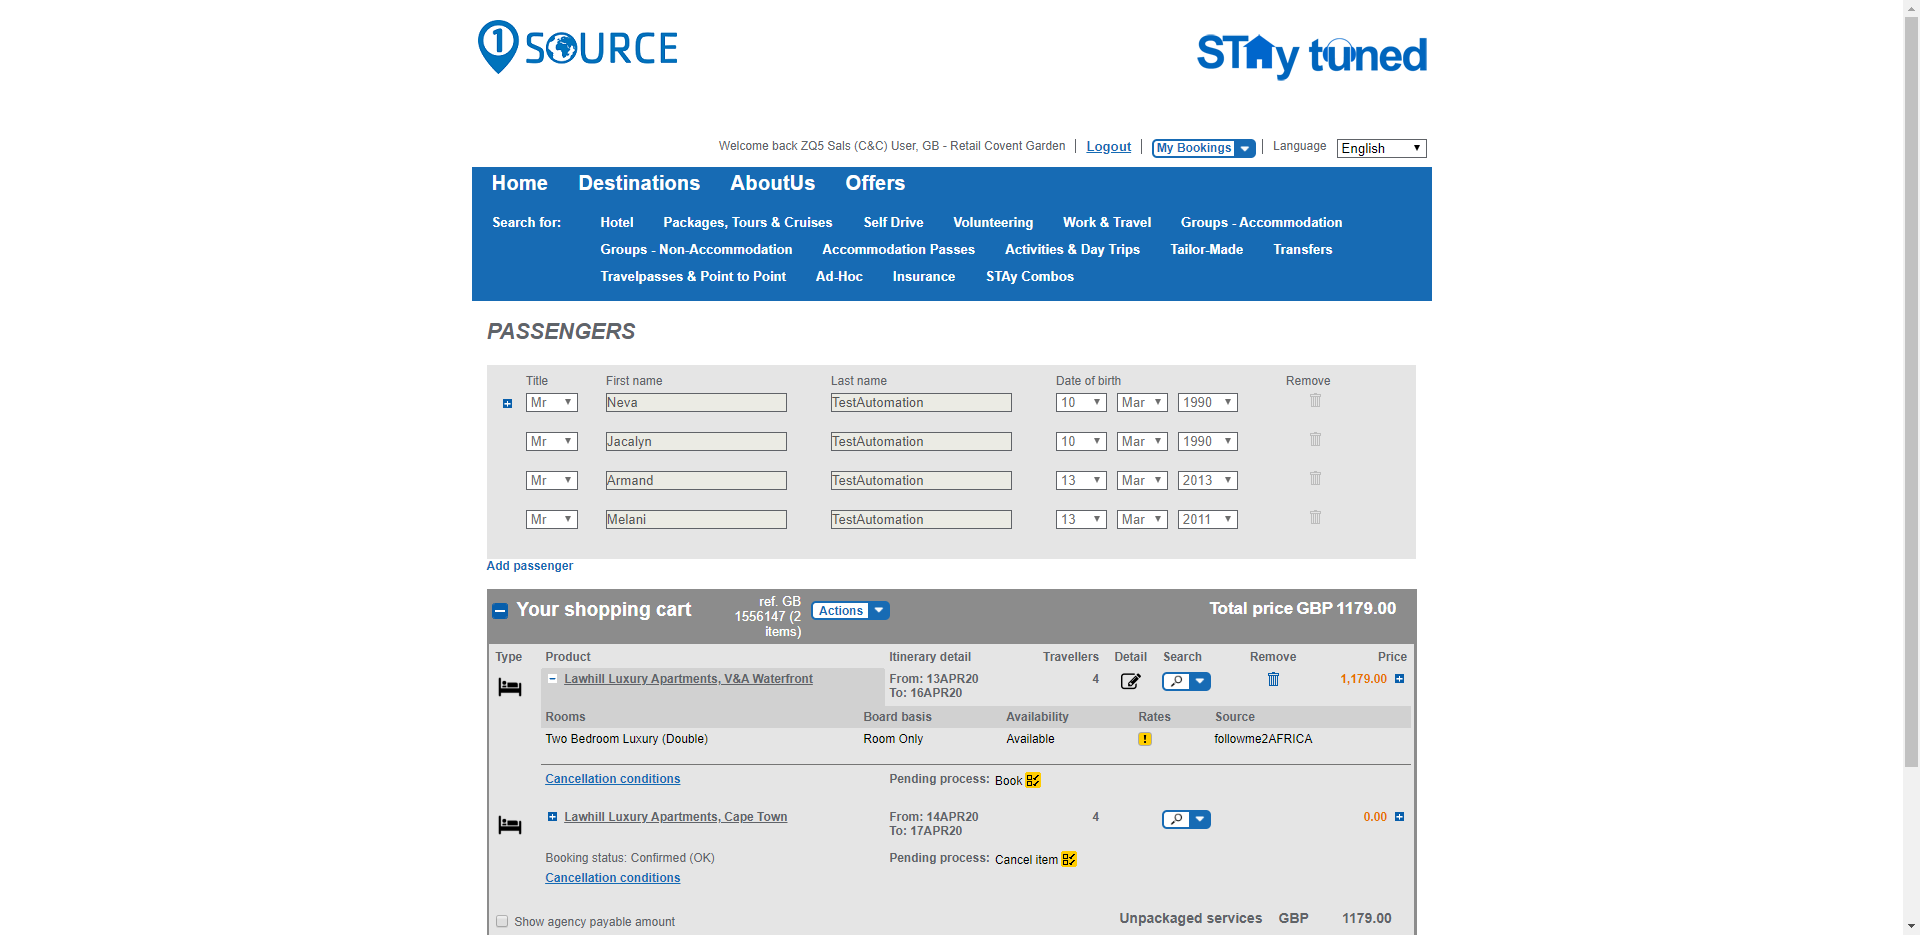 1 SOURCE
STAy tuned
Welcome back ZQ5 Sals (C&C) User, GB - Retail Covent Garden | Logout | My Bookings | Language English
Home Destinations AboutUs Offers
Search for: Hotel Packages, Tours & Cruises Self Drive Volunteering Work & Travel Groups - Accommodation
Groups - Non-Accommodation Accommodation Passes Activities & Day Trips Tailor-Made Transfers
Travelpasses & Point to Point Ad-Hoc Insurance STAy Combos
PASSENGERS
Title First name Last name Date of birth Remove
Mr Neva TestAutomation 10 Mar 1990
Mr Jacalyn TestAutomation 10 Mar 1990
Mr Armand TestAutomation 13 Mar 2013
Mr Melani TestAutomation 13 Mar 2011
Add passenger
Your shopping cart ref. GB 1556147 (2 items) Actions Total price GBP 1179.00
Type Product Itinerary detail Travellers Detail Search Remove Price
Lawhill Luxury Apartments, V&A Waterfront From: 13APR20 4 1,179.00
To: 16APR20
Rooms Board basis Availability Rates Source
Two Bedroom Luxury (Double) Room Only Available ! followme2AFRICA
Cancellation conditions Pending process: Book
Lawhill Luxury Apartments, Cape Town From: 14APR20 4 0.00
To: 17APR20
Booking status: Confirmed (OK) Pending process: Cancel item
Cancellation conditions
Show agency payable amount Unpackaged services GBP 1179.00